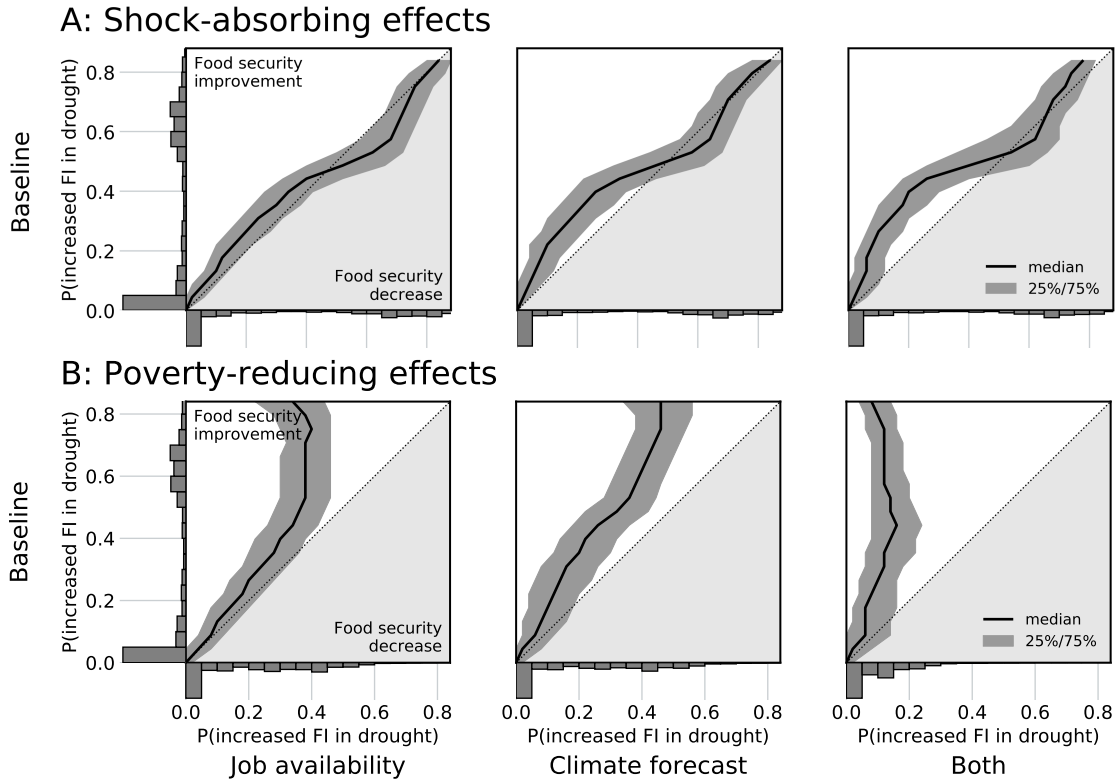 A: Shock-absorbing effects
Baseline
P(increased FI in drought)
0.8
0.6
0.4
0.2
0.0
Food security
improvement
Food security
decrease
median
25%/75%
B: Poverty-reducing effects
Baseline
P(increased FI in drought)
0.8
0.6
0.4
0.2
0.0
Food security
improvement
Food security
decrease
median
25%/75%
0.0 0.2 0.4 0.6 0.8
0.0 0.2 0.4 0.6 0.8
0.0 0.2 0.4 0.6 0.8
P(increased FI in drought)
P(increased FI in drought)
P(increased FI in drought)
Job availability
Climate forecast
Both